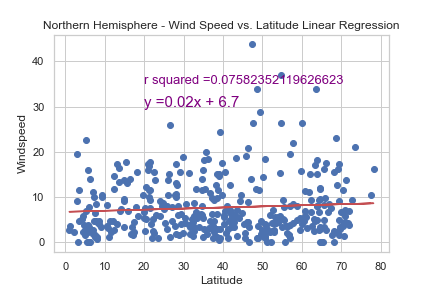 Northern Hemisphere - Wind Speed vs. Latitude Linear Regression
r squared =0.07582352119626623
y =0.02x + 6.7
Windspeed
40
30
20
10
0
0 10 20 30 40 50 60 70 80
Latitude